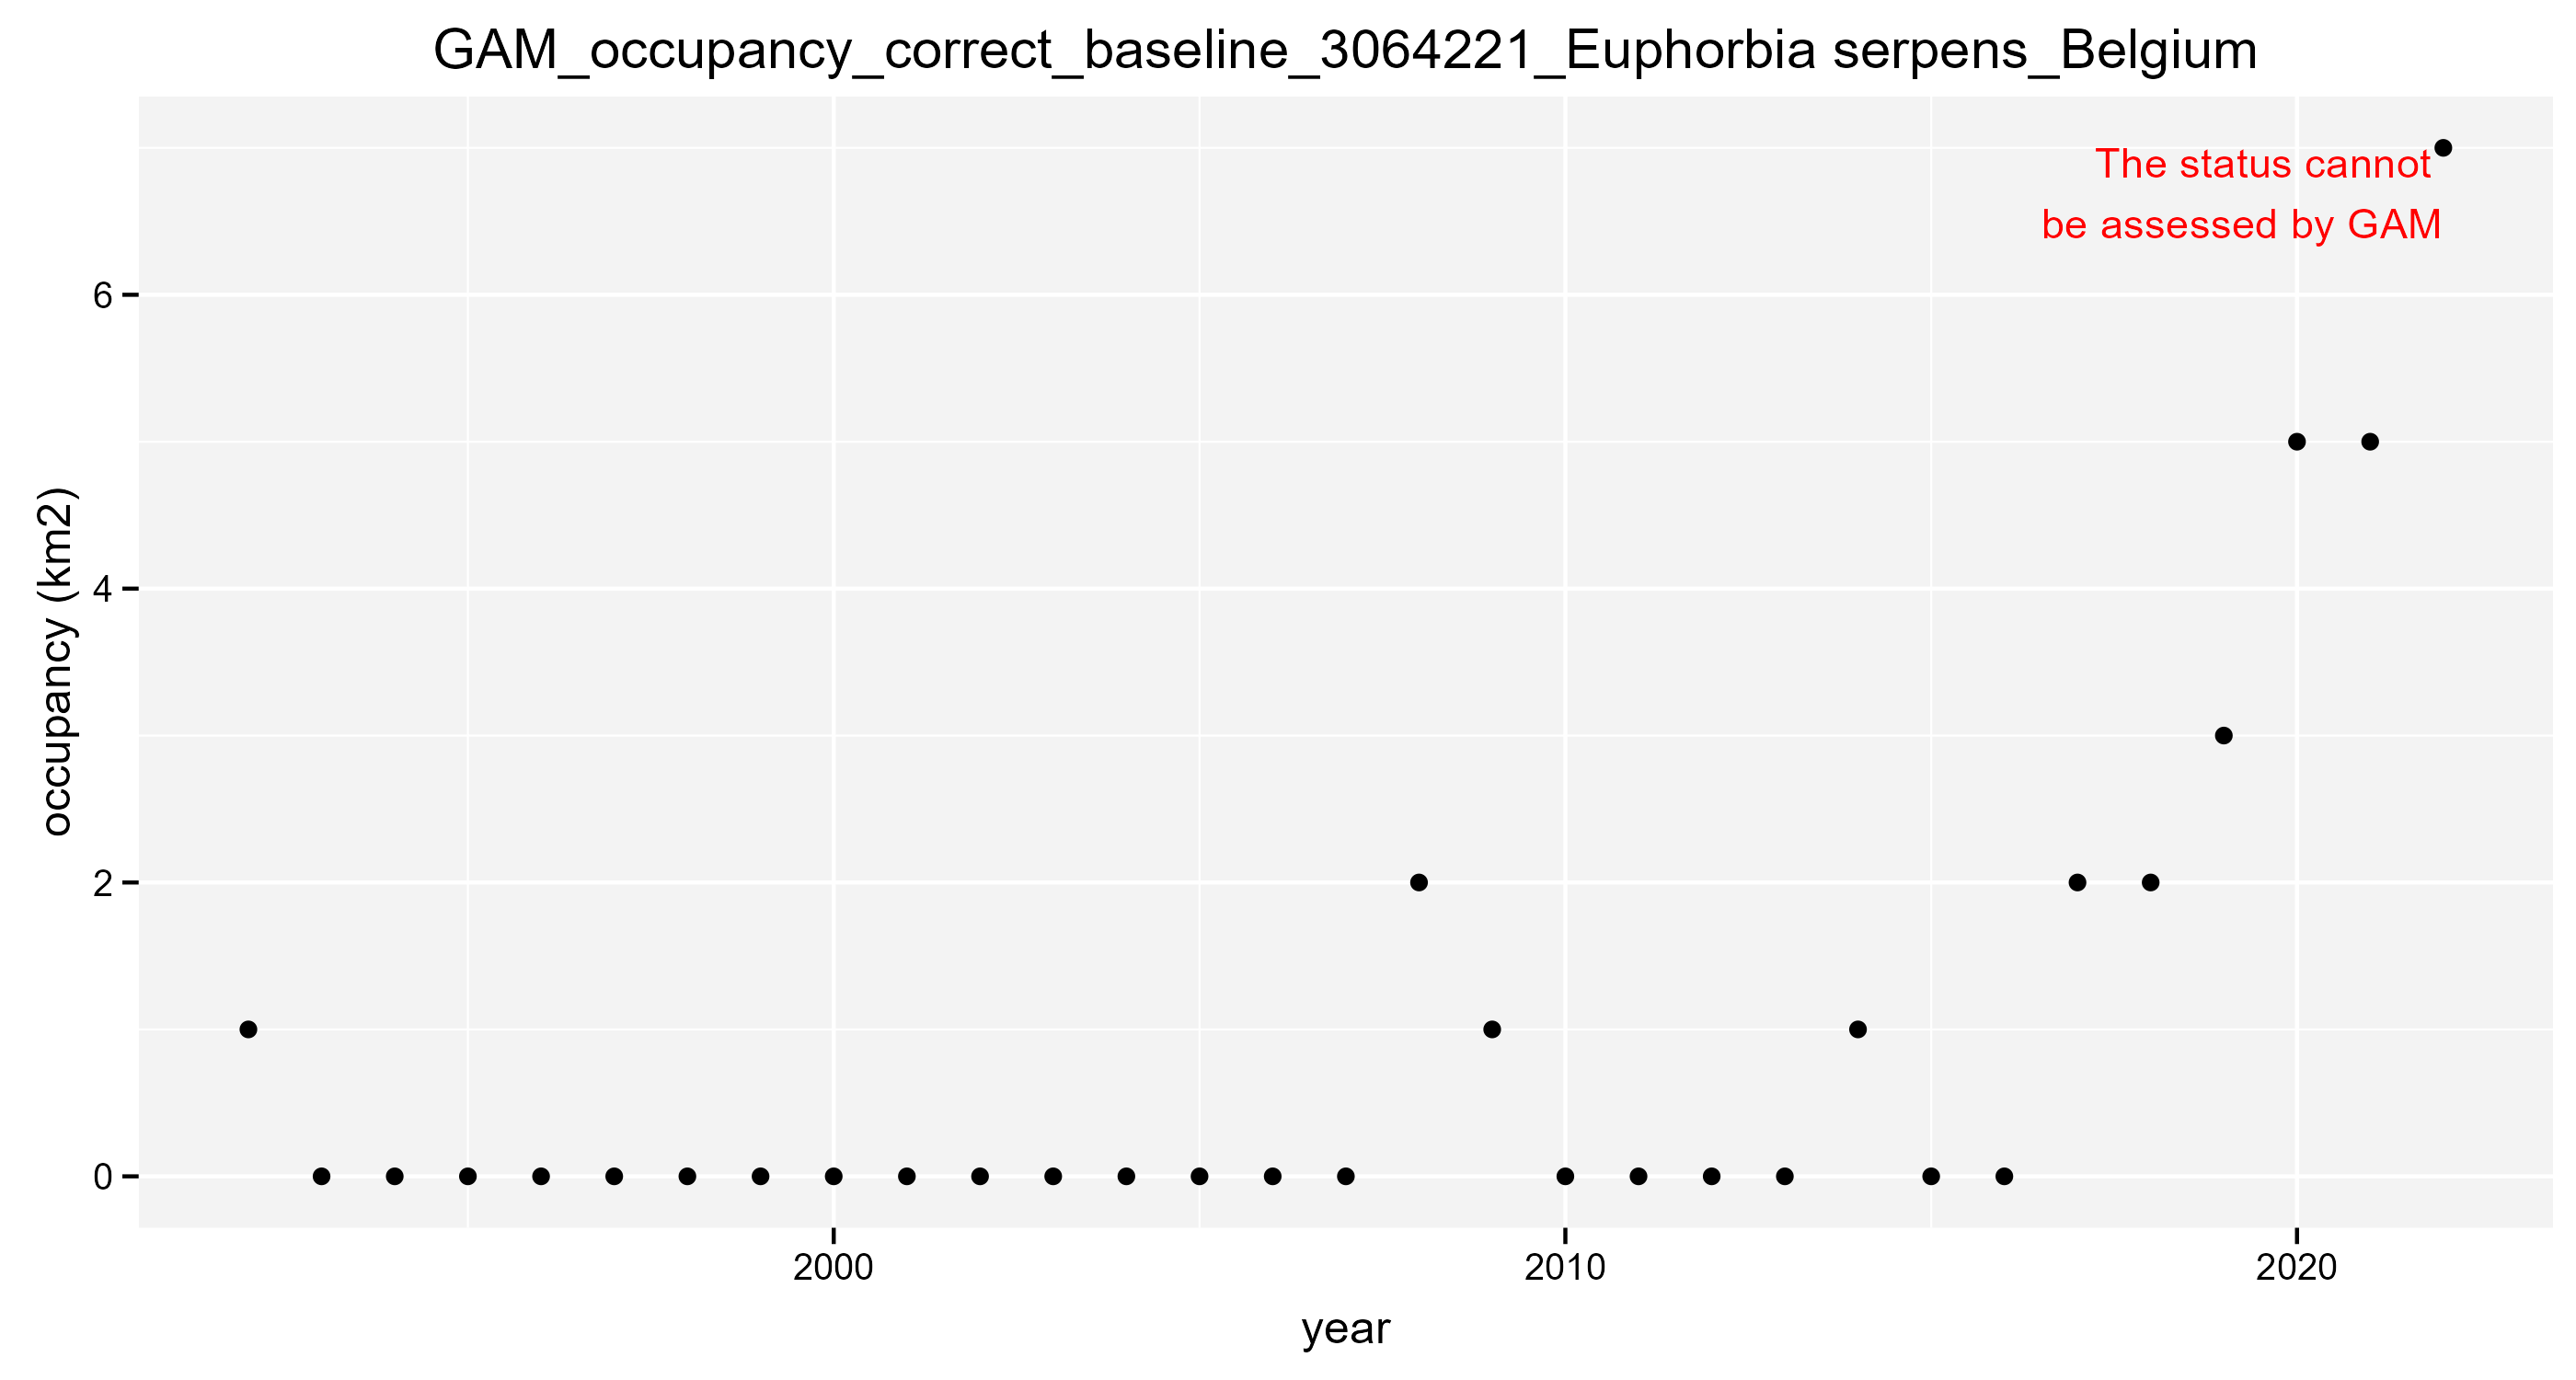 GAM_occupancy_correct_baseline_3064221_Euphorbia serpens_Belgium
The status cannot
be assessed by GAM
occupancy (km2)
6
4
2
0
2000
2010
2020
year